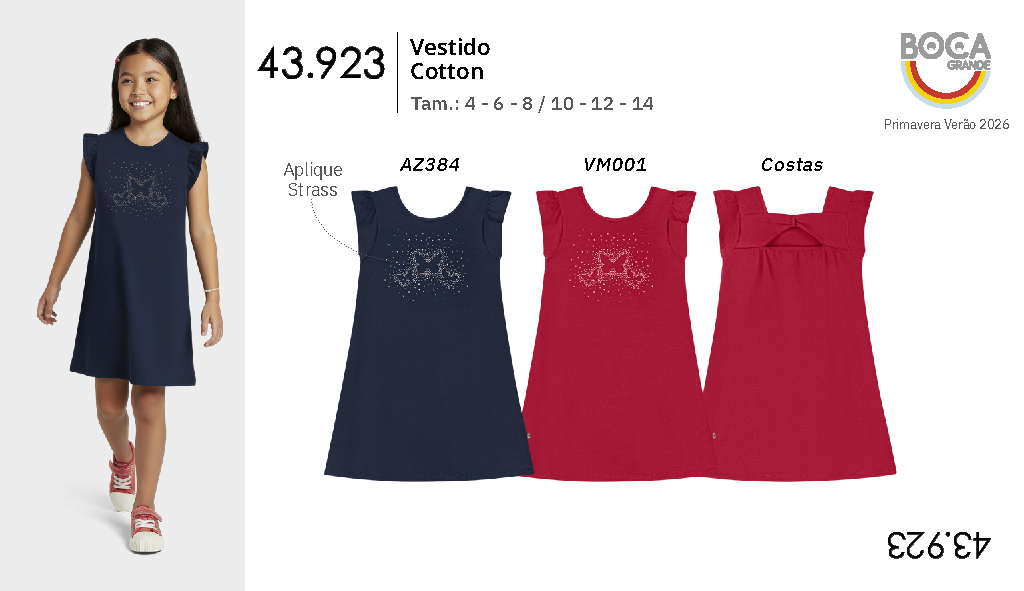 43.923
Vestido
Cotton
Tam.: 4 - 6 - 8 / 10 - 12 - 14
BOCA
GRANDE
Primavera Verão 2026
Aplique
Strass
AZ384
VM001
Costas
43.923